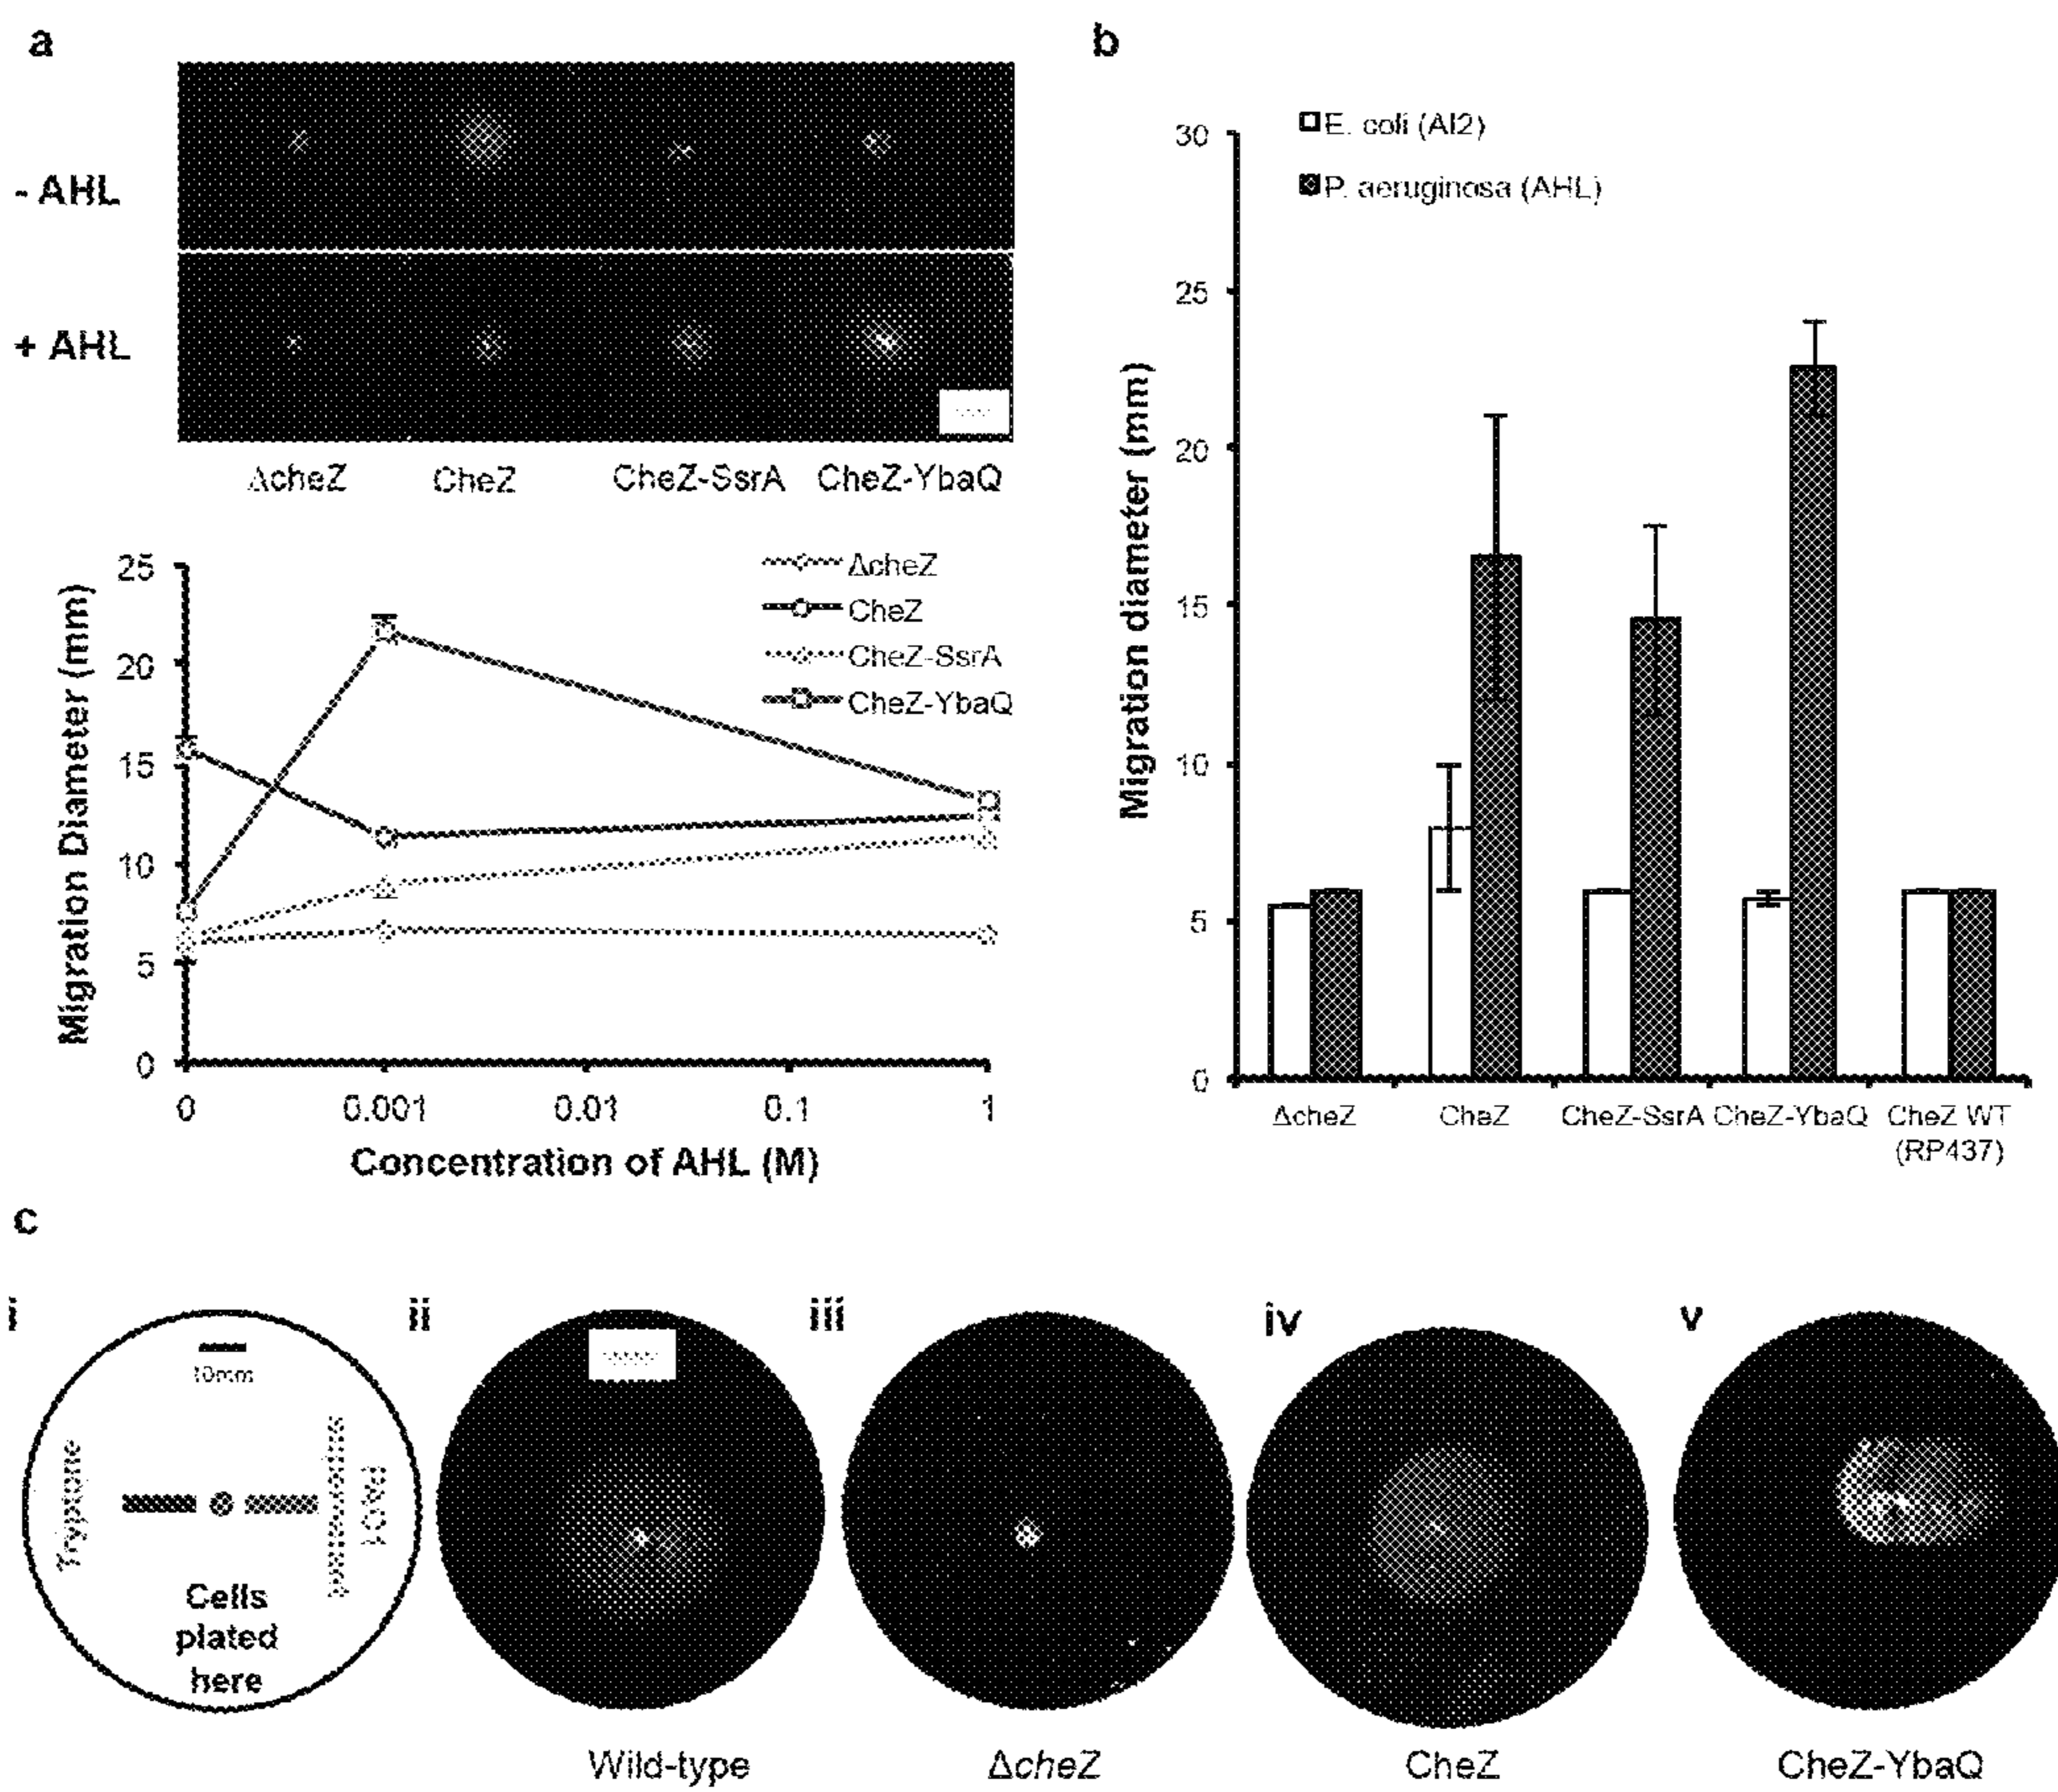 a
- AHL
+ AHL
ΔcheZ CheZ CheZ-SsrA CheZ-YbaQ
Migration Diameter (mm)
25
20
15
10
5
0
ΔcheZ
CheZ
CheZ-SsrA
CheZ-YbaQ
0 0.001 0.01 0.1 1
Concentration of AHL (M)
b
Migration diameter (mm)
30
25
20
15
10
5
0
E. coli (AI2)
P. aeruginosa (AHL)
ΔcheZ CheZ CheZ-SsrA CheZ-YbaQ CheZ WT
(RP437)
c
i ii iii iv v
10mm
Tryptone
supernatant
PAO1
Cells
plated
here
Wild-type ΔcheZ CheZ CheZ-YbaQ